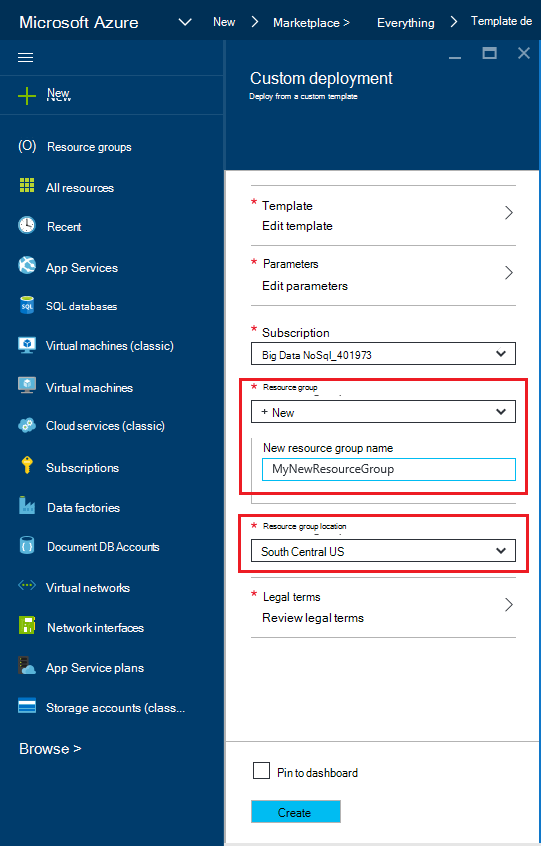 Microsoft Azure
New
Marketplace >
Everything
Template de
New
Custom deployment
Deploy from a custom template
(O) Resource groups
All resources
Recent
App Services
SQL
SQL databases
Virtual machines (classic)
Virtual machines
Cloud services (classic)
Subscriptions
Data factories
Document DB Accounts
Virtual networks
Network interfaces
App Service plans
Storage accounts (class...
Browse >
* Template
Edit template
* Parameters
Edit parameters
* Subscription
Big Data NoSql_401973
* Resource group
+ New
New resource group name
MyNewResourceGroup
* Resource group location
South Central US
* Legal terms
Review legal terms
Pin to dashboard
Create